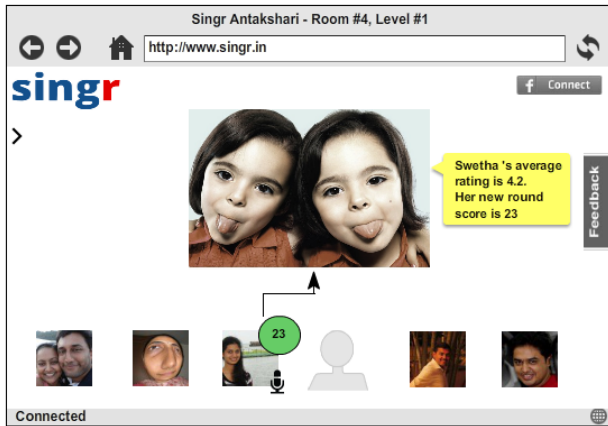 Singr Antakshari - Room #4, Level #1
http://www.singr.in
singr
f Connect
Swetha 's average
rating is 4.2.
Her new round
score is 23
Feedback
23
Connected